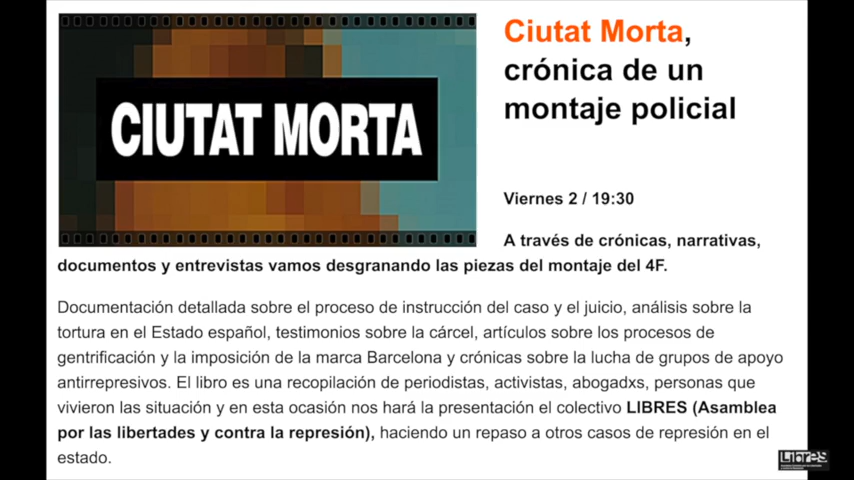 CIUTAT MORTA
Ciutat Morta,
crónica de un
montaje policial
Viernes 2 / 19:30
A través de crónicas, narrativas,
documentos y entrevistas vamos desgranando las piezas del montaje del 4F.
Documentación detallada sobre el proceso de instrucción del caso y el juicio, análisis sobre la
tortura en el Estado español, testimonios sobre la cárcel, artículos sobre los procesos de
gentrificación y la imposición de la marca Barcelona y crónicas sobre la lucha de grupos de apoyo
antirrepresivos. El libro es una recopilación de periodistas, activistas, abogadxs, personas que
vivieron las situación y en esta ocasión nos hará la presentación el colectivo LIBRES (Asamblea
por las libertades y contra la represión), haciendo un repaso a otros casos de represión en el
estado.
Libres